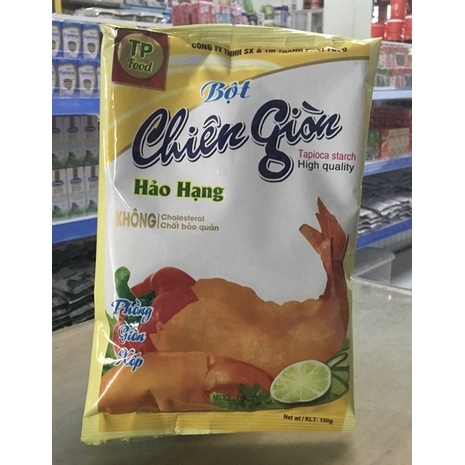 TP
Food
CÔNG TY TNHH SX & TM THÀNH PHÁT FOOD
Bột
Chiên Giòn
Tapioca starch
High quality
Hảo Hạng
KHÔNG
Cholesterol
Chất bảo quản
Phồng
Giòn
Xốp
Net wt / KLT: 150g